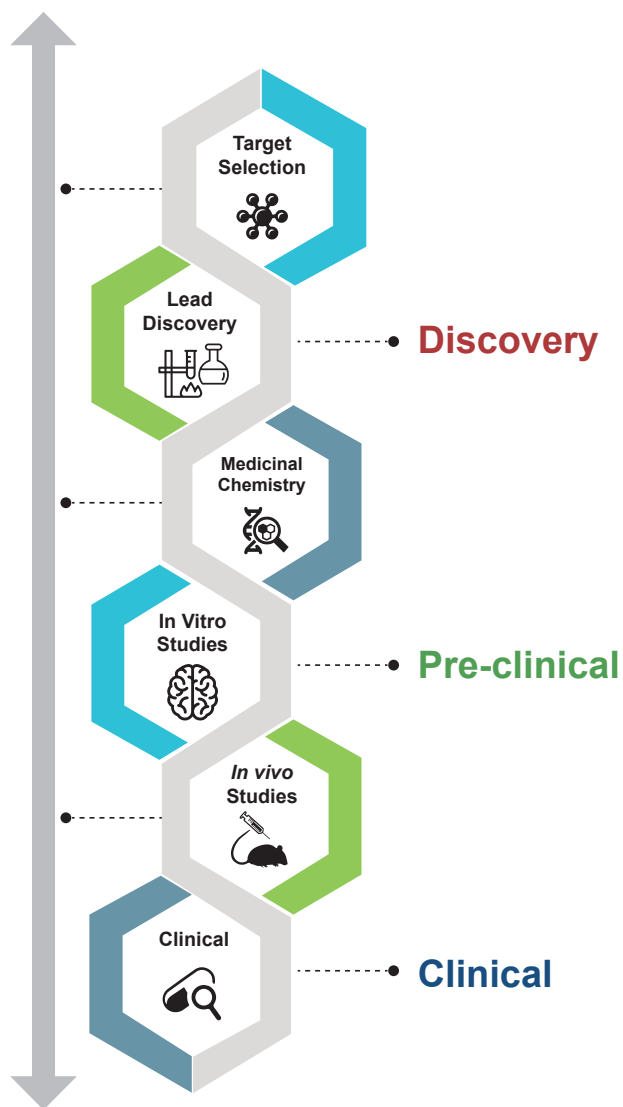 Target
Selection
Lead
Discovery
Discovery
Medicinal
Chemistry
In Vitro
Studies
Pre-clinical
In vivo
Studies
Clinical
Clinical